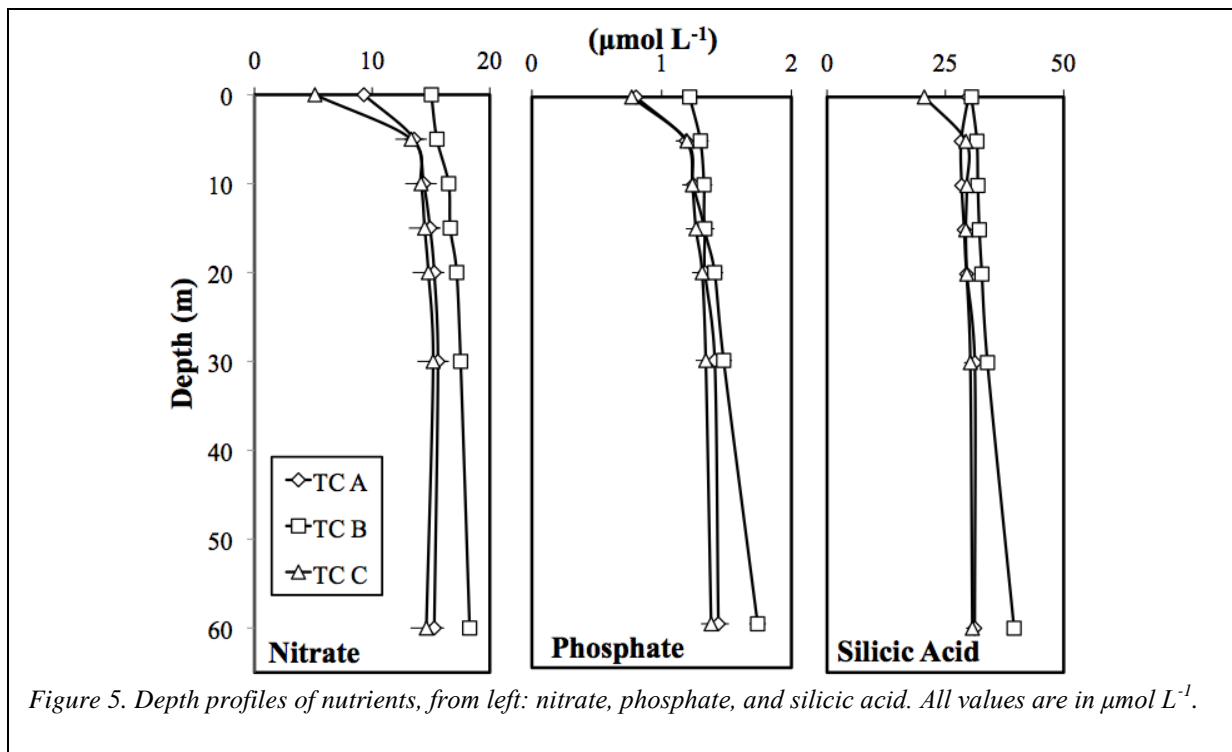 (μmol L-1)
0 10 20 0 1 2 0 25 50
0
10
20
30
40
50
60
Depth (m)
TC A
TC B
TC C
Nitrate Phosphate Silicic Acid
Figure 5. Depth profiles of nutrients, from left: nitrate, phosphate, and silicic acid. All values are in μmol L-1.